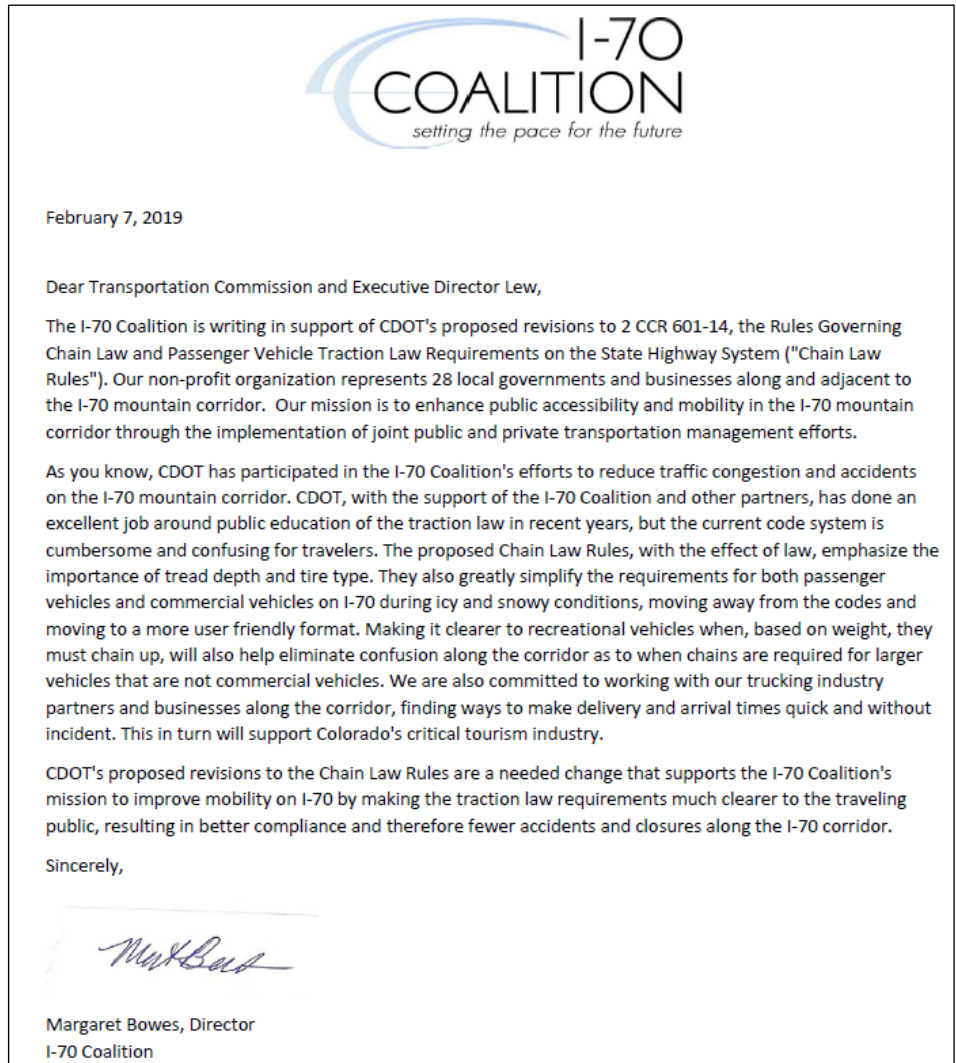 I-70
COALITION
setting the pace for the future
February 7, 2019
Dear Transportation Commission and Executive Director Lew,
The I-70 Coalition is writing in support of CDOT's proposed revisions to 2 CCR 601-14, the Rules Governing
Chain Law and Passenger Vehicle Traction Law Requirements on the State Highway System ("Chain Law
Rules"). Our non-profit organization represents 28 local governments and businesses along and adjacent to
the I-70 mountain corridor.  Our mission is to enhance public accessibility and mobility in the I-70 mountain
corridor through the implementation of joint public and private transportation management efforts.
As you know, CDOT has participated in the I-70 Coalition's efforts to reduce traffic congestion and accidents
on the I-70 mountain corridor. CDOT, with the support of the I-70 Coalition and other partners, has done an
excellent job around public education of the traction law in recent years, but the current code system is
cumbersome and confusing for travelers. The proposed Chain Law Rules, with the effect of law, emphasize the
importance of tread depth and tire type. They also greatly simplify the requirements for both passenger
vehicles and commercial vehicles on I-70 during icy and snowy conditions, moving away from the codes and
moving to a more user friendly format. Making it clearer to recreational vehicles when, based on weight, they
must chain up, will also help eliminate confusion along the corridor as to when chains are required for larger
vehicles that are not commercial vehicles. We are also committed to working with our trucking industry
partners and businesses along the corridor, finding ways to make delivery and arrival times quick and without
incident. This in turn will support Colorado's critical tourism industry.
CDOT's proposed revisions to the Chain Law Rules are a needed change that supports the I-70 Coalition's
mission to improve mobility on I-70 by making the traction law requirements much clearer to the traveling
public, resulting in better compliance and therefore fewer accidents and closures along the I-70 corridor.
Sincerely,
Margaret Bowes, Director
I-70 Coalition